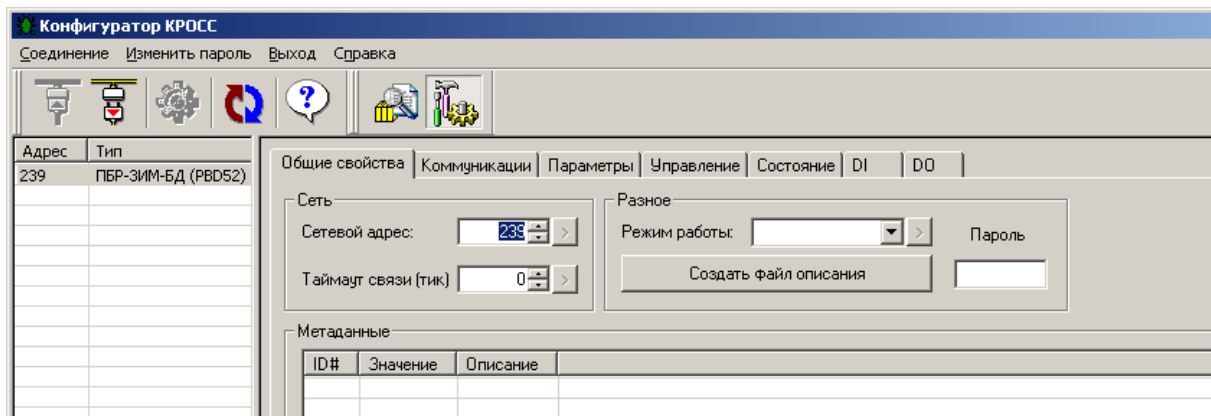 Конфигуратор КРОСС
Соединение Изменить пароль Выход Справка
Адрес Тип
239 ПБР-ЗИМ-БД (PBD52)
Общие свойства Коммуникации Параметры Управление Состояние DI DO
Сеть
Сетевой адрес: 239 >
Таймаут связи (тик) 0 >
Разное
Режим работы: > Пароль
Создать файл описания
Метаданные
ID# Значение Описание